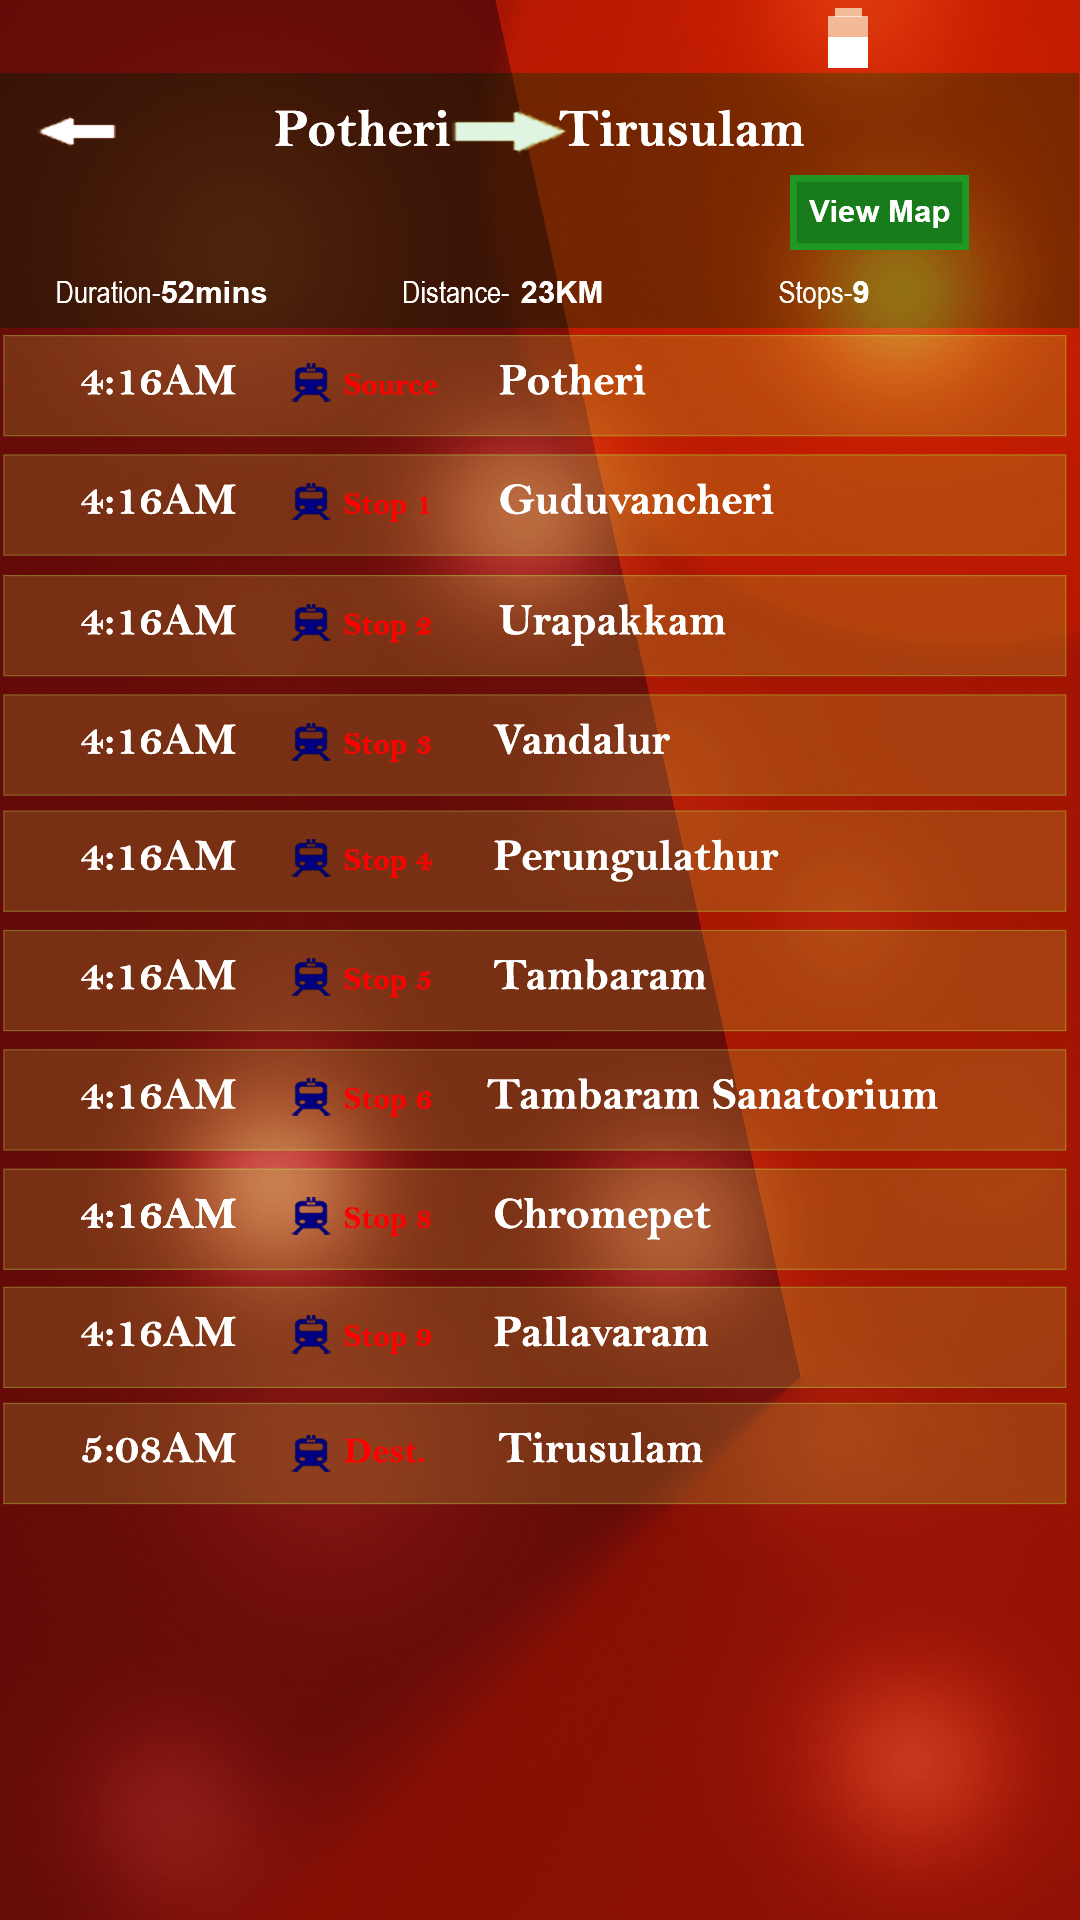 Potheri Tirusulam
View Map
Duration-52mins Distance- 23KM Stops-9
4:16AM Source Potheri
4:16AM Stop 1 Guduvancheri
4:16AM Stop 2 Urapakkam
4:16AM Stop 3 Vandalur
4:16AM Stop 4 Perungulathur
4:16AM Stop 5 Tambaram
4:16AM Stop 6 Tambaram Sanatorium
4:16AM Stop 8 Chromepet
4:16AM Stop 9 Pallavaram
5:08AM Dest. Tirusulam